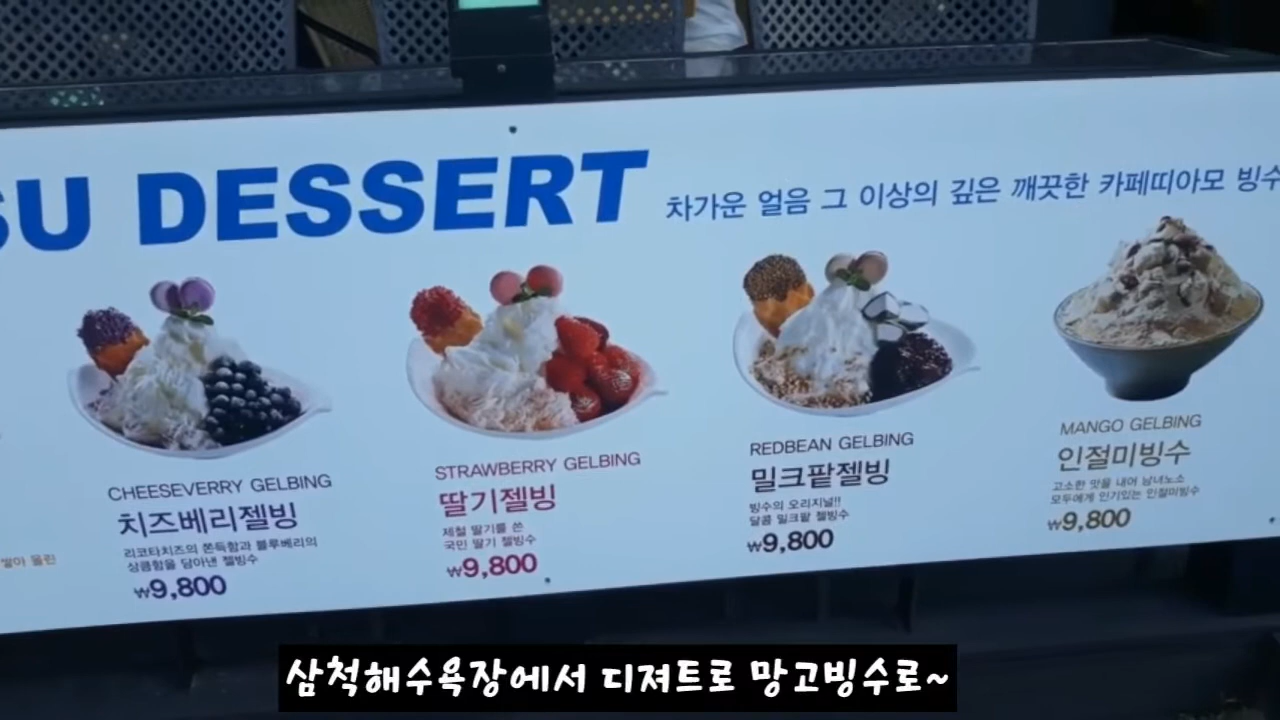 SU DESSERT
차가운 얼음 그 이상의 깊은 깨끗한 카페띠아모 빙수
CHEESEVERRY GELBING
치즈베리젤빙
리코타치즈의 쫀득함과 블루베리의
상큼함을 담아낸 젤빙수
₩9,800
STRAWBERRY GELBING
딸기젤빙
제철 딸기를 쓴
국민 딸기 젤빙수
₩9,800
REDBEAN GELBING
밀크팥젤빙
빙수의 오리지널!!
달콤 밀크팥 젤빙수
₩9,800
MANGO GELBING
인절미빙수
고소한 맛을 내어 남녀노소
모두에게 인기있는 인절미빙수
₩9,800
삼척해수욕장에서 디져트로 망고빙수로~